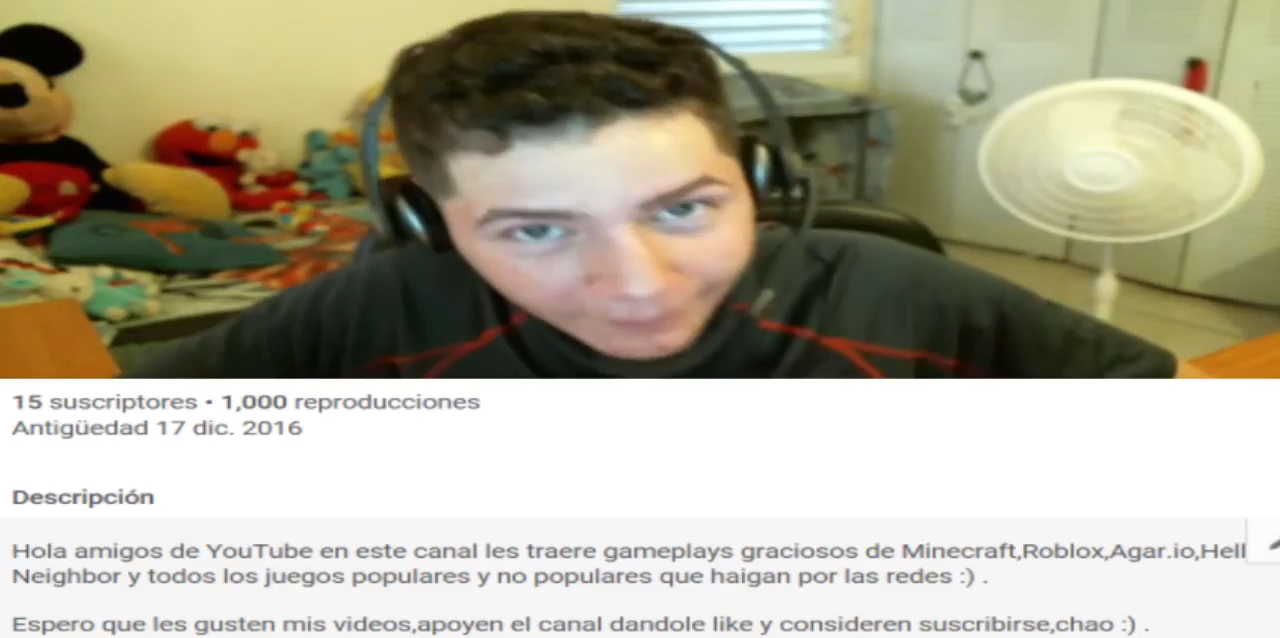 15 suscriptores • 1,000 reproducciones
Antigüedad 17 dic. 2016
Descripción
Hola amigos de YouTube en este canal les traere gameplays graciosos de Minecraft,Roblox,Agar.io,Hell
Neighbor y todos los juegos populares y no populares que haigan por las redes :) .
Espero que les gusten mis videos,apoyen el canal dandole like y consideren suscribirse,chao :) .